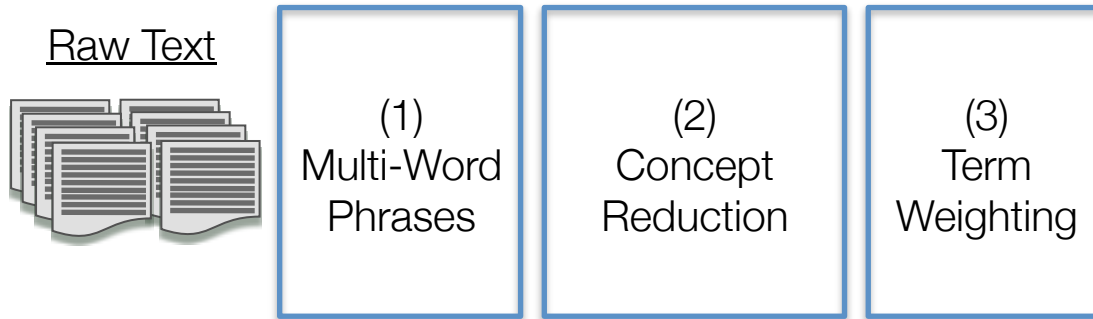 Raw Text
(1)
Multi-Word
Phrases
(2)
Concept
Reduction
(3)
Term
Weighting